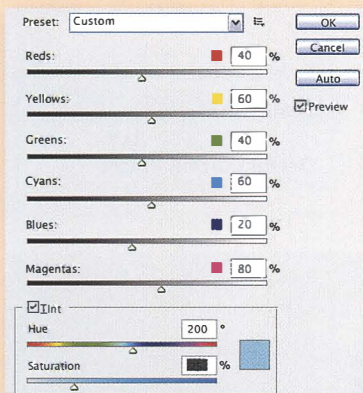 Preset: Custom OK
Cancel
Reds: 40 %
Auto
Yellows: 60 %
Preview
Greens: 40 %
Cyans: 60 %
Blues: 20 %
Magentas: 80 %
Tint
Hue 200 °
Saturation %